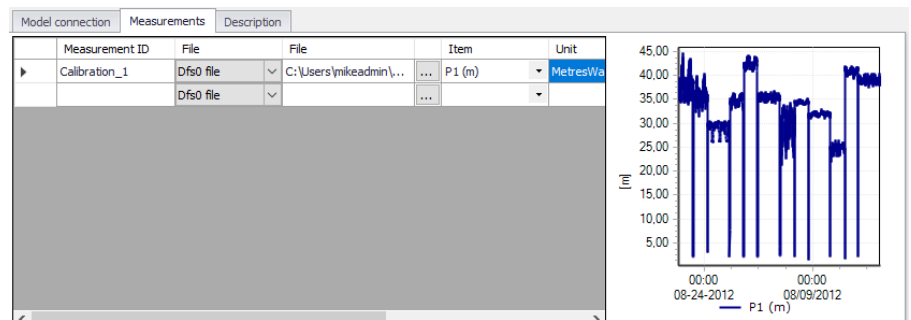 Model connection Measurements Description
Measurement ID File File Item Unit
Calibration_1 Dfs0 file C:\Users\mikeadmin\... ... P1 (m) MetresWa
Dfs0 file ...
45,00
40,00
35,00
30,00
25,00
20,00
15,00
10,00
5,00
[m]
00:00 00:00
08-24-2012 08/09/2012
P1 (m)